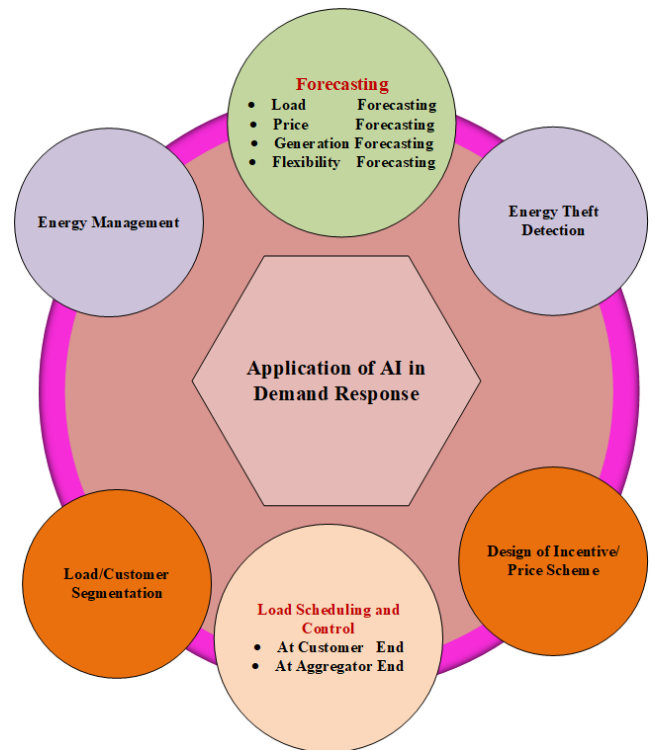 Forecasting
• Load Forecasting
• Price Forecasting
• Generation Forecasting
• Flexibility Forecasting
Energy Management
Energy Theft
Detection
Application of AI in
Demand Response
Load/Customer
Segmentation
Design of Incentive/
Price Scheme
Load Scheduling and
Control
• At Customer End
• At Aggregator End